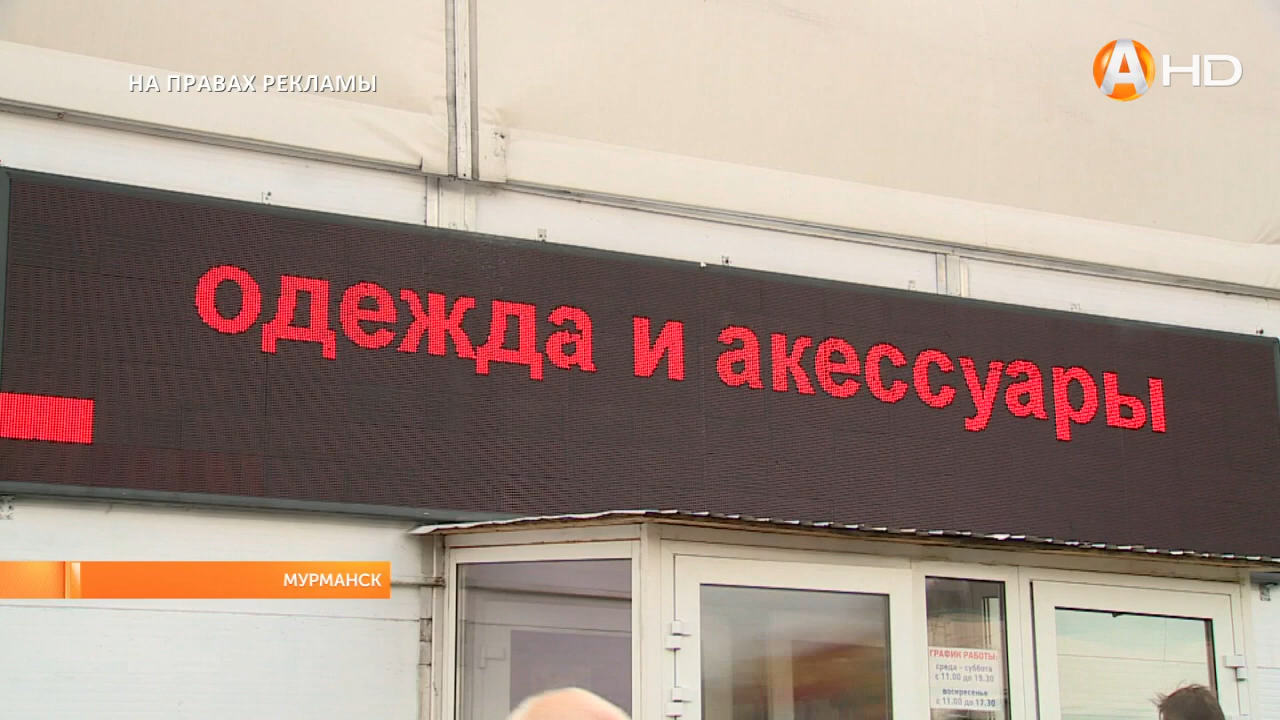 НА ПРАВАХ РЕКЛАМЫ
А HD
одежда и акессуары
МУРМАНСК
ГРАФИК РАБОТЫ:
среда - суббота
с 11.00 до 19.30
воскресенье
с 11.00 до 17.30